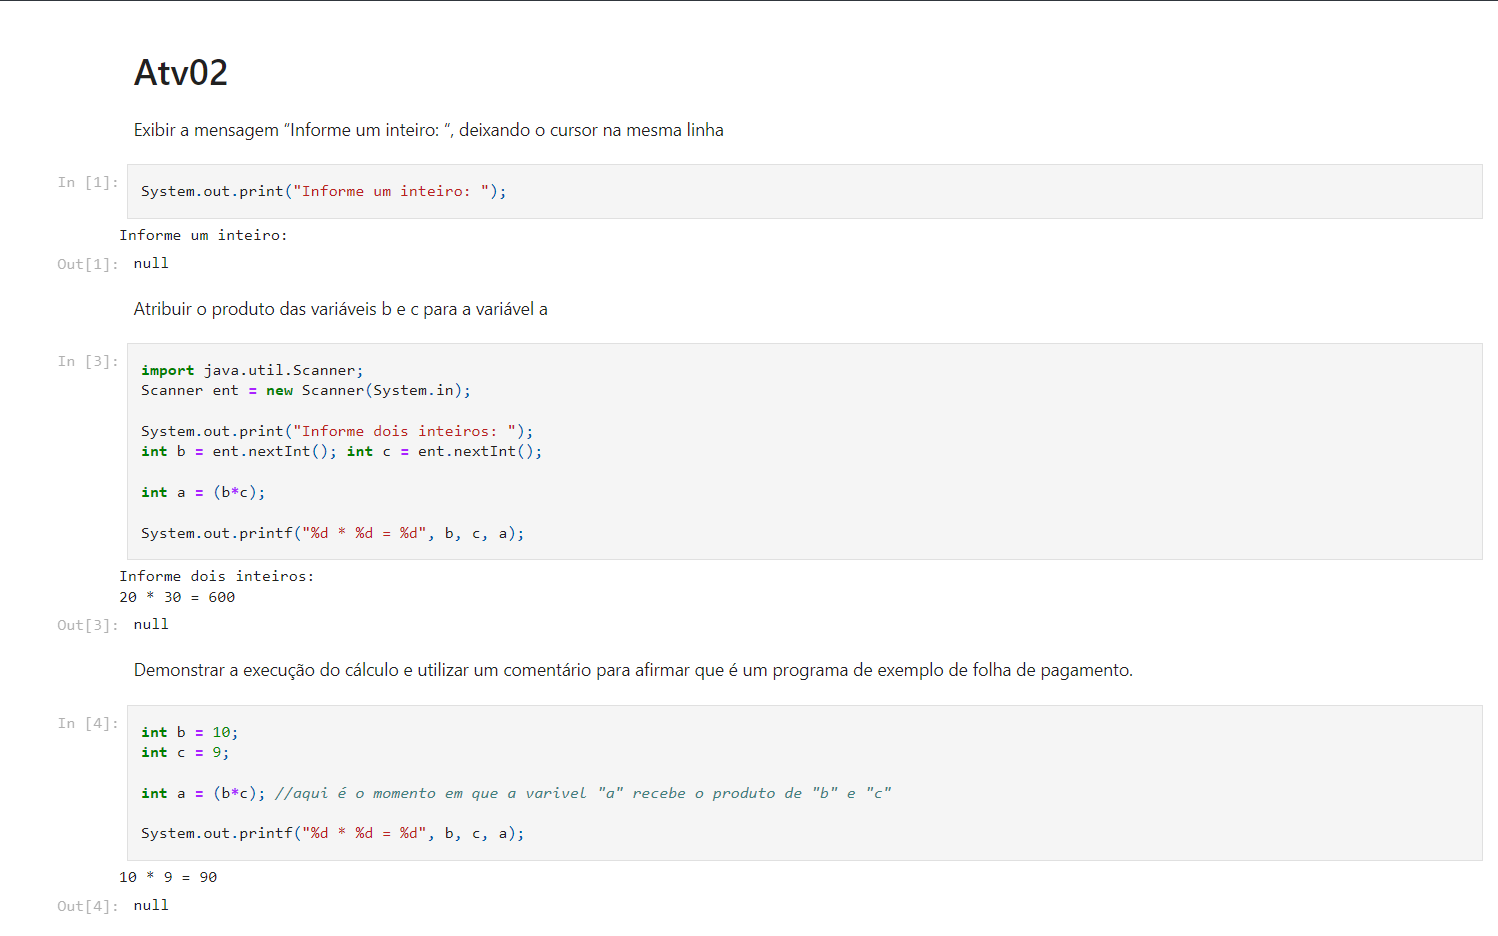 Atv02
Exibir a mensagem “Informe um inteiro: “, deixando o cursor na mesma linha
In [1]:
System.out.print("Informe um inteiro: ");
Informe um inteiro:
Out[1]: null
Atribuir o produto das variáveis b e c para a variável a
In [3]:
import java.util.Scanner;
Scanner ent = new Scanner(System.in);
System.out.print("Informe dois inteiros: ");
int b = ent.nextInt(); int c = ent.nextInt();
int a = (b*c);
System.out.printf("%d * %d = %d", b, c, a);
Informe dois inteiros:
20 * 30 = 600
Out[3]: null
Demonstrar a execução do cálculo e utilizar um comentário para afirmar que é um programa de exemplo de folha de pagamento.
In [4]:
int b = 10;
int c = 9;
int a = (b*c); //aqui é o momento em que a varivel "a" recebe o produto de "b" e "c"
System.out.printf("%d * %d = %d", b, c, a);
10 * 9 = 90
Out[4]: null